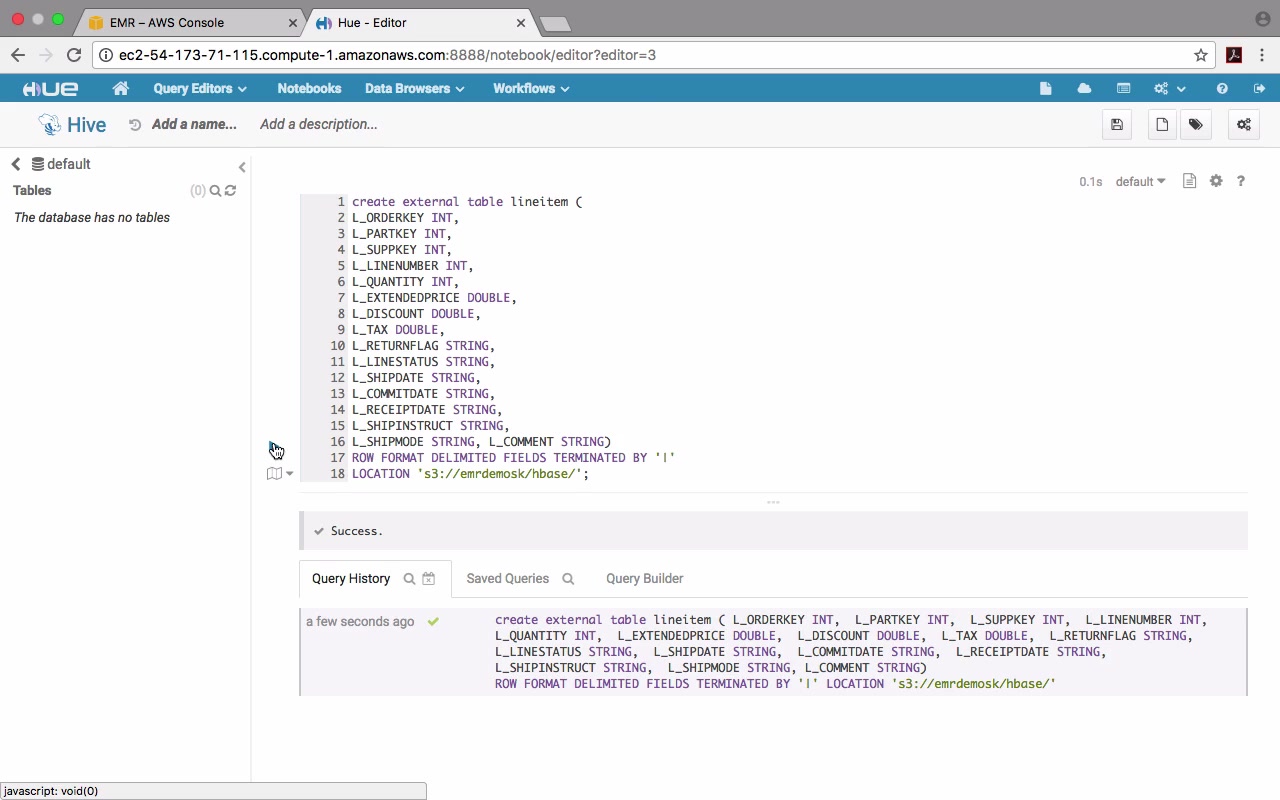 EMR – AWS Console
Hue - Editor
ec2-54-173-71-115.compute-1.amazonaws.com:8888/notebook/editor?editor=3
HUE Query Editors Notebooks Data Browsers Workflows
Hive Add a name... Add a description...
default
Tables (0)
The database has no tables
0.1s default ?
1 create external table lineitem (
2 L_ORDERKEY INT,
3 L_PARTKEY INT,
4 L_SUPPKEY INT,
5 L_LINENUMBER INT,
6 L_QUANTITY INT,
7 L_EXTENDEDPRICE DOUBLE,
8 L_DISCOUNT DOUBLE,
9 L_TAX DOUBLE,
10 L_RETURNFLAG STRING,
11 L_LINESTATUS STRING,
12 L_SHIPDATE STRING,
13 L_COMMITDATE STRING,
14 L_RECEIPTDATE STRING,
15 L_SHIPINSTRUCT STRING,
16 L_SHIPMODE STRING, L_COMMENT STRING)
17 ROW FORMAT DELIMITED FIELDS TERMINATED BY '|'
18 LOCATION 's3://emrdemosk/hbase/';
Success.
Query History Saved Queries Query Builder
a few seconds ago create external table lineitem ( L_ORDERKEY INT, L_PARTKEY INT, L_SUPPKEY INT, L_LINENUMBER INT,
L_QUANTITY INT, L_EXTENDEDPRICE DOUBLE, L_DISCOUNT DOUBLE, L_TAX DOUBLE, L_RETURNFLAG STRING,
L_LINESTATUS STRING, L_SHIPDATE STRING, L_COMMITDATE STRING, L_RECEIPTDATE STRING,
L_SHIPINSTRUCT STRING, L_SHIPMODE STRING, L_COMMENT STRING)
ROW FORMAT DELIMITED FIELDS TERMINATED BY '|' LOCATION 's3://emrdemosk/hbase/'
javascript: void(0)